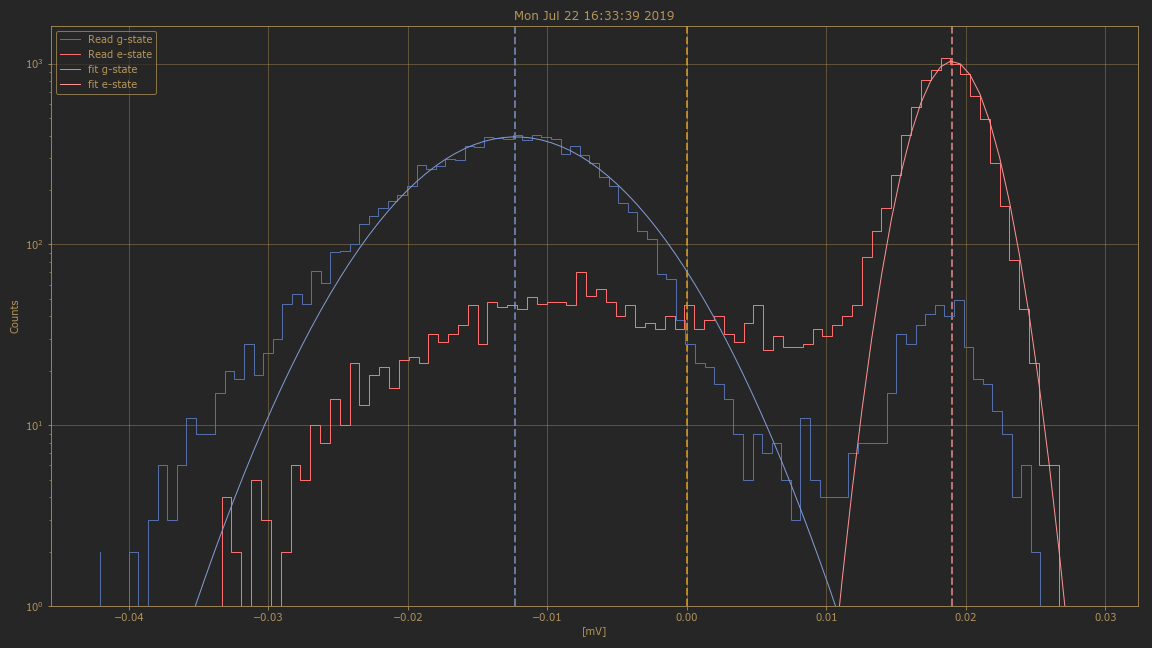 Mon Jul 22 16:33:39 2019
Read g-state
Read e-state
fit g-state
fit e-state
10³
10²
10¹
10⁰
Counts
−0.04 −0.03 −0.02 −0.01 0.00 0.01 0.02 0.03
[mV]